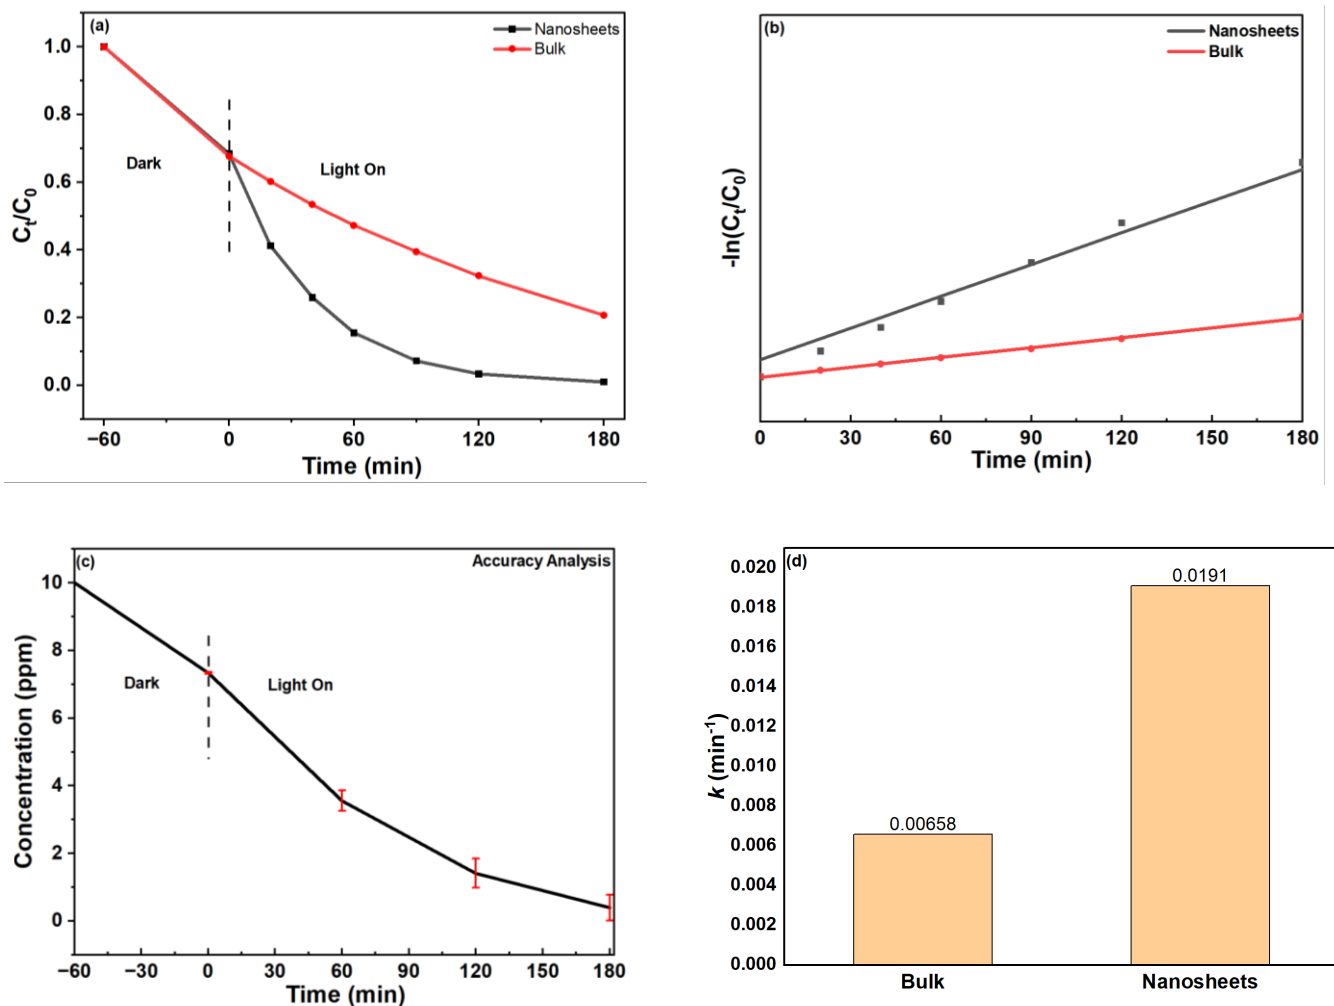 (a)
Nanosheets
Bulk
1.0
0.8
0.6
0.4
0.2
0.0
Dark
Light On
Ct/C0
−60
0
60
120
180
Time (min)
(b)
Nanosheets
Bulk
-ln(Ct/C0)
0
30
60
90
120
150
180
Time (min)
(c)
Accuracy Analysis
10
8
6
4
2
0
Dark
Light On
Concentration (ppm)
−60
−30
0
30
60
90
120
150
180
Time (min)
(d)
0.020
0.018
0.016
0.014
0.012
0.010
0.008
0.006
0.004
0.002
0.000
k (min-1)
0.00658
0.0191
Bulk
Nanosheets